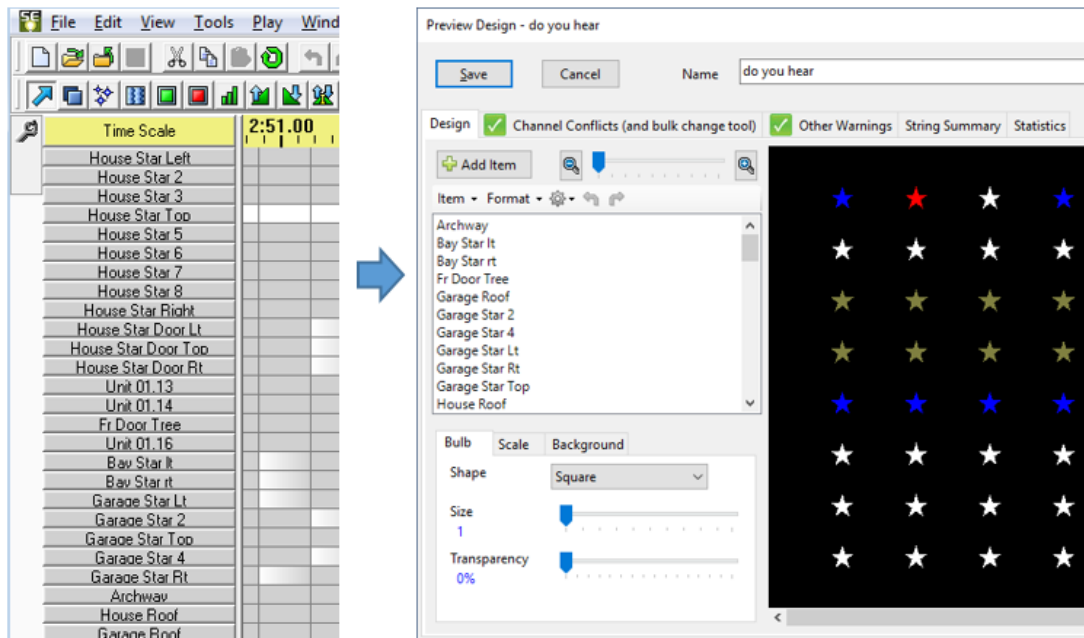 File Edit View Tools Play Wind
Time Scale 2:51.00
House Star Left
House Star 2
House Star 3
House Star Top
House Star 5
House Star 6
House Star 7
House Star 8
House Star Right
House Star Door Lt
House Star Door Top
House Star Door Rt
Unit 01.13
Unit 01.14
Fr Door Tree
Unit 01.16
Bay Star lt
Bay Star rt
Garage Star Lt
Garage Star 2
Garage Star Top
Garage Star 4
Garage Star Rt
Archway
House Roof
Garage Roof
Preview Design - do you hear
Save Cancel Name do you hear
Design Channel Conflicts (and bulk change tool) Other Warnings String Summary Statistics
Add Item
Item Format
Archway
Bay Star lt
Bay Star rt
Fr Door Tree
Garage Roof
Garage Star 2
Garage Star 4
Garage Star Lt
Garage Star Rt
Garage Star Top
House Roof
Bulb Scale Background
Shape Square
Size
1
Transparency
0%